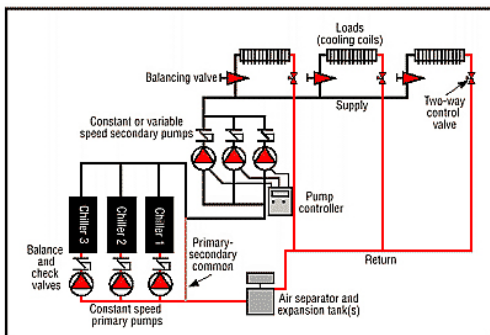 Loads
(cooling coils)
Balancing valve
Supply
Two-way
control
valve
Constant or variable
speed secondary pumps
Pump
controller
Chiller 3
Chiller 2
Chiller 1
Balance
and
check
valves
Primary-
secondary
common
Return
Constant speed
primary pumps
Air separator and
expansion tank(s)